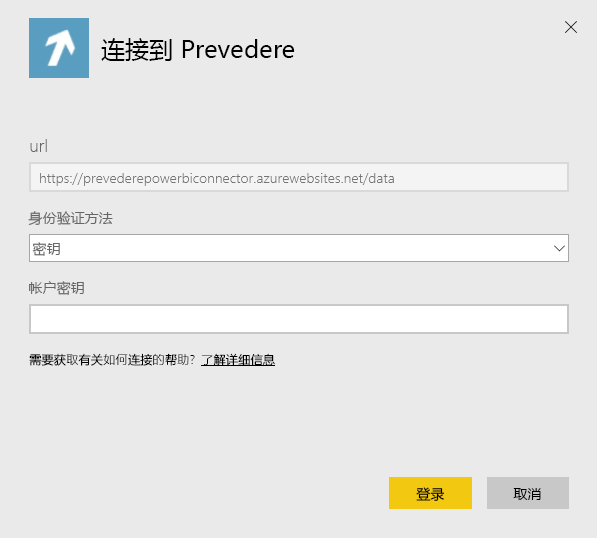 连接到 Prevedere
url
https://prevederepowerbiconnector.azurewebsites.net/data
身份验证方法
密钥
帐户密钥
需要获取有关如何连接的帮助? 了解详细信息
登录
取消